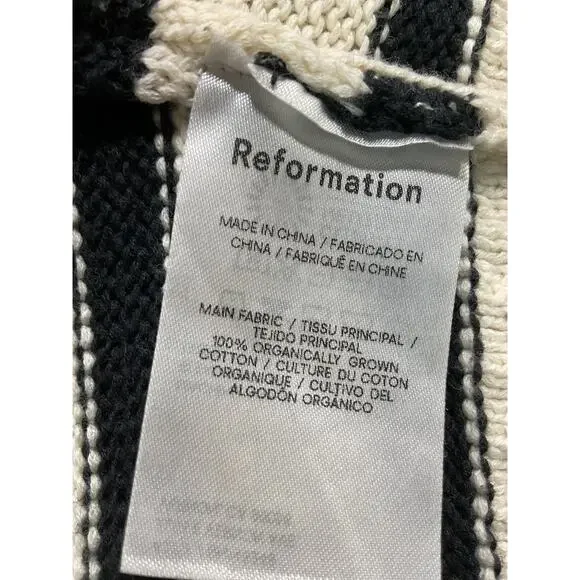 Reformation
MADE IN CHINA / FABRICADO EN
CHINA / FABRIQUÉ EN CHINE
MAIN FABRIC / TISSU PRINCIPAL /
TEJIDO PRINCIPAL
100% ORGANICALLY GROWN
COTTON / CULTURE DU COTON
ORGANIQUE / CULTIVO DEL
ALGODÓN ORGÁNICO